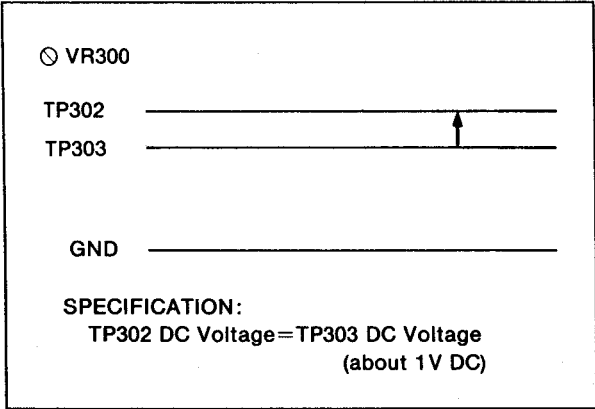 ⦸ VR300
TP302
TP303
GND
SPECIFICATION:
TP302 DC Voltage=TP303 DC Voltage
(about 1V DC)